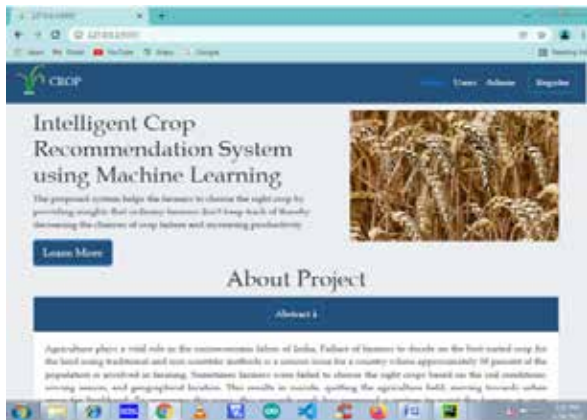 127.0.0.1:8000
YouTube
CROP
Home Users Admin Register
Intelligent Crop
Recommendation System
using Machine Learning
The proposed system helps the farmers to choose the right crop by
providing insights that ordinary farmers don't keep track of thereby
decreasing the chances of crop failure and increasing productivity
Learn More
About Project
Abstract
Agriculture plays a vital role in the socioeconomic fabric of India. Failure of farmers to decide on the best suited crop for
the land using traditional and non scientific methods is a serious issue for a country where approximately 58 percent of the
population is involved in farming. Sometimes farmers were failed to choose the right crops based on the soil conditions,
sowing season, and geographical location. This results in suicide, quitting the agriculture field, moving towards urban